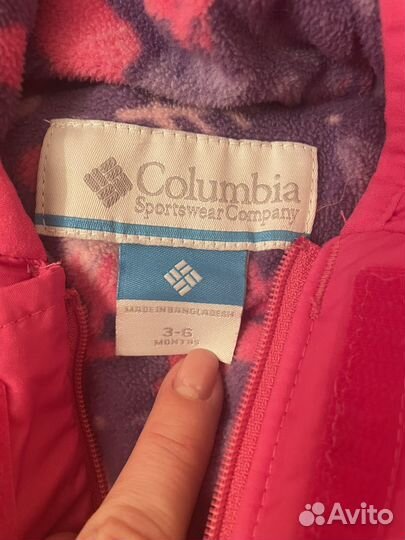 Columbia
Sportswear Company
MADE IN BANGLADESH
3-6
MONTHS
Avito